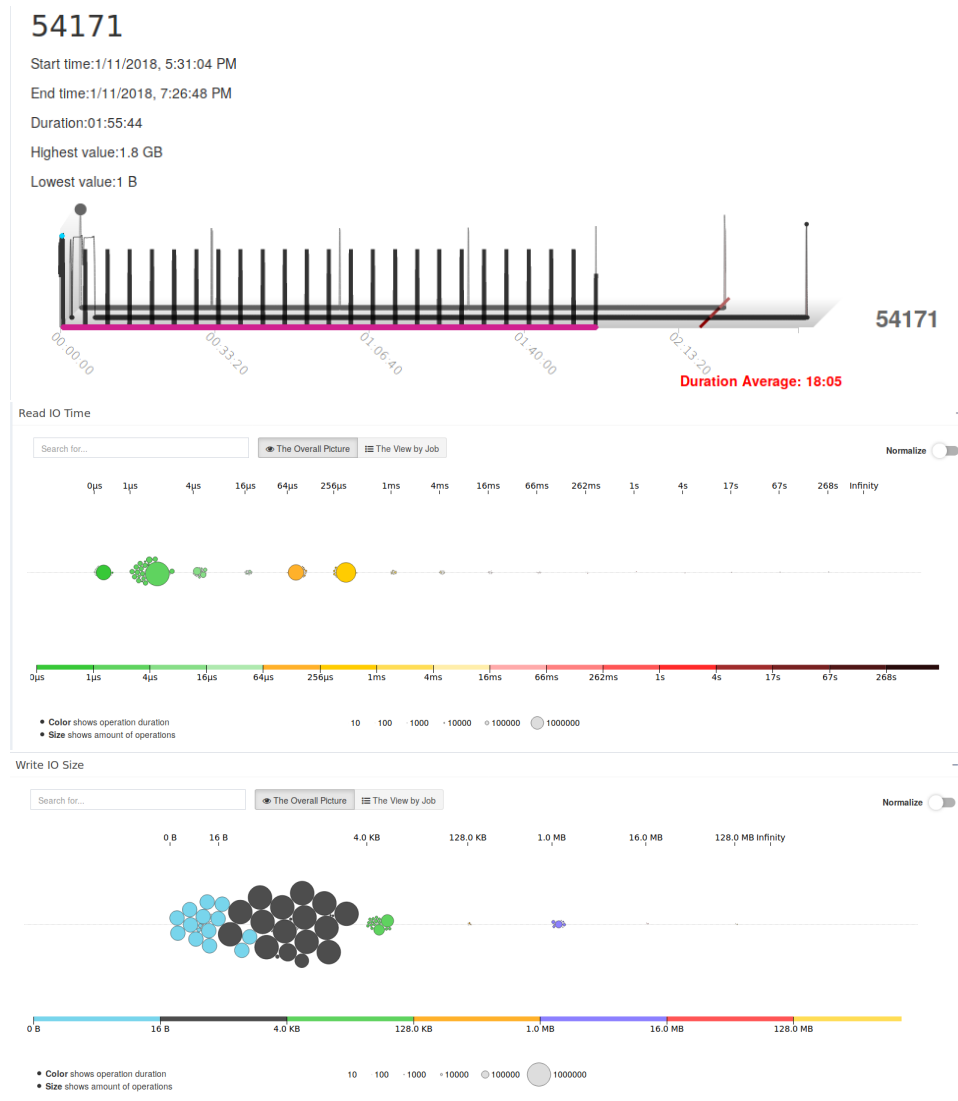 54171
Start time:1/11/2018, 5:31:04 PM
End time:1/11/2018, 7:26:48 PM
Duration:01:55:44
Highest value:1.8 GB
Lowest value:1 B
54171
00:00:00 00:33:20 01:06:40 01:40:00 02:13:20
Duration Average: 18:05
Read IO Time
Search for... The Overall Picture The View by Job Normalize
0µs 1µs 4µs 16µs 64µs 256µs 1ms 4ms 16ms 66ms 262ms 1s 4s 17s 67s 268s Infinity
0µs 1µs 4µs 16µs 64µs 256µs 1ms 4ms 16ms 66ms 262ms 1s 4s 17s 67s 268s
• Color shows operation duration
10 100 1000 10000 100000 1000000
• Size shows amount of operations
Write IO Size
Search for... The Overall Picture The View by Job Normalize
0 B 16 B 4.0 KB 128.0 KB 1.0 MB 16.0 MB 128.0 MB Infinity
0 B 16 B 4.0 KB 128.0 KB 1.0 MB 16.0 MB 128.0 MB
• Color shows operation duration
10 100 1000 10000 100000 1000000
• Size shows amount of operations